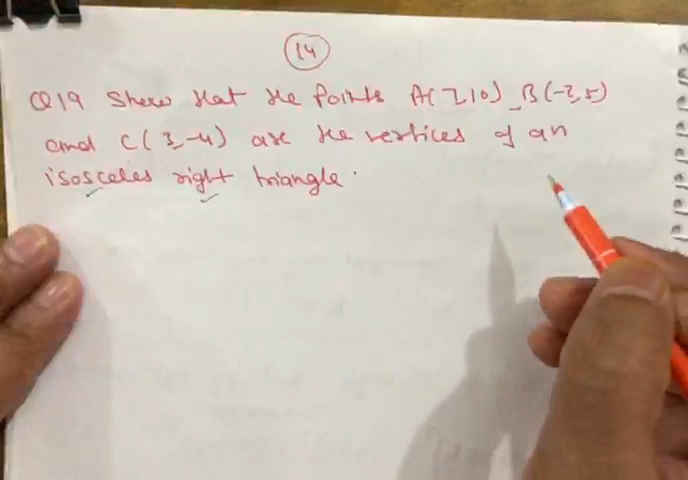 14
Q19 Show that the Points A(7,10), B(-2,5)
and C(3,-4) are the vertices of an
isosceles right triangle.